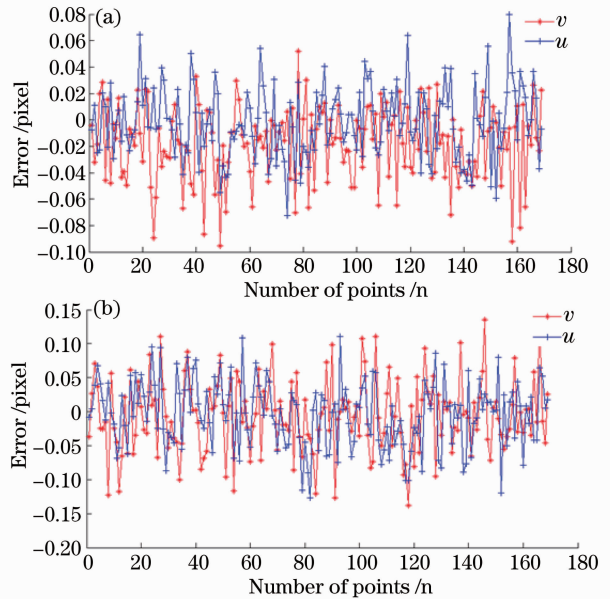 (a)
v
u
0.08
0.06
0.04
0.02
0
−0.02
−0.04
−0.06
−0.08
−0.10
Error /pixel
0 20 40 60 80 100 120 140 160 180
Number of points /n
(b)
v
u
0.15
0.10
0.05
0
−0.05
−0.10
−0.15
−0.20
Error /pixel
0 20 40 60 80 100 120 140 160 180
Number of points /n